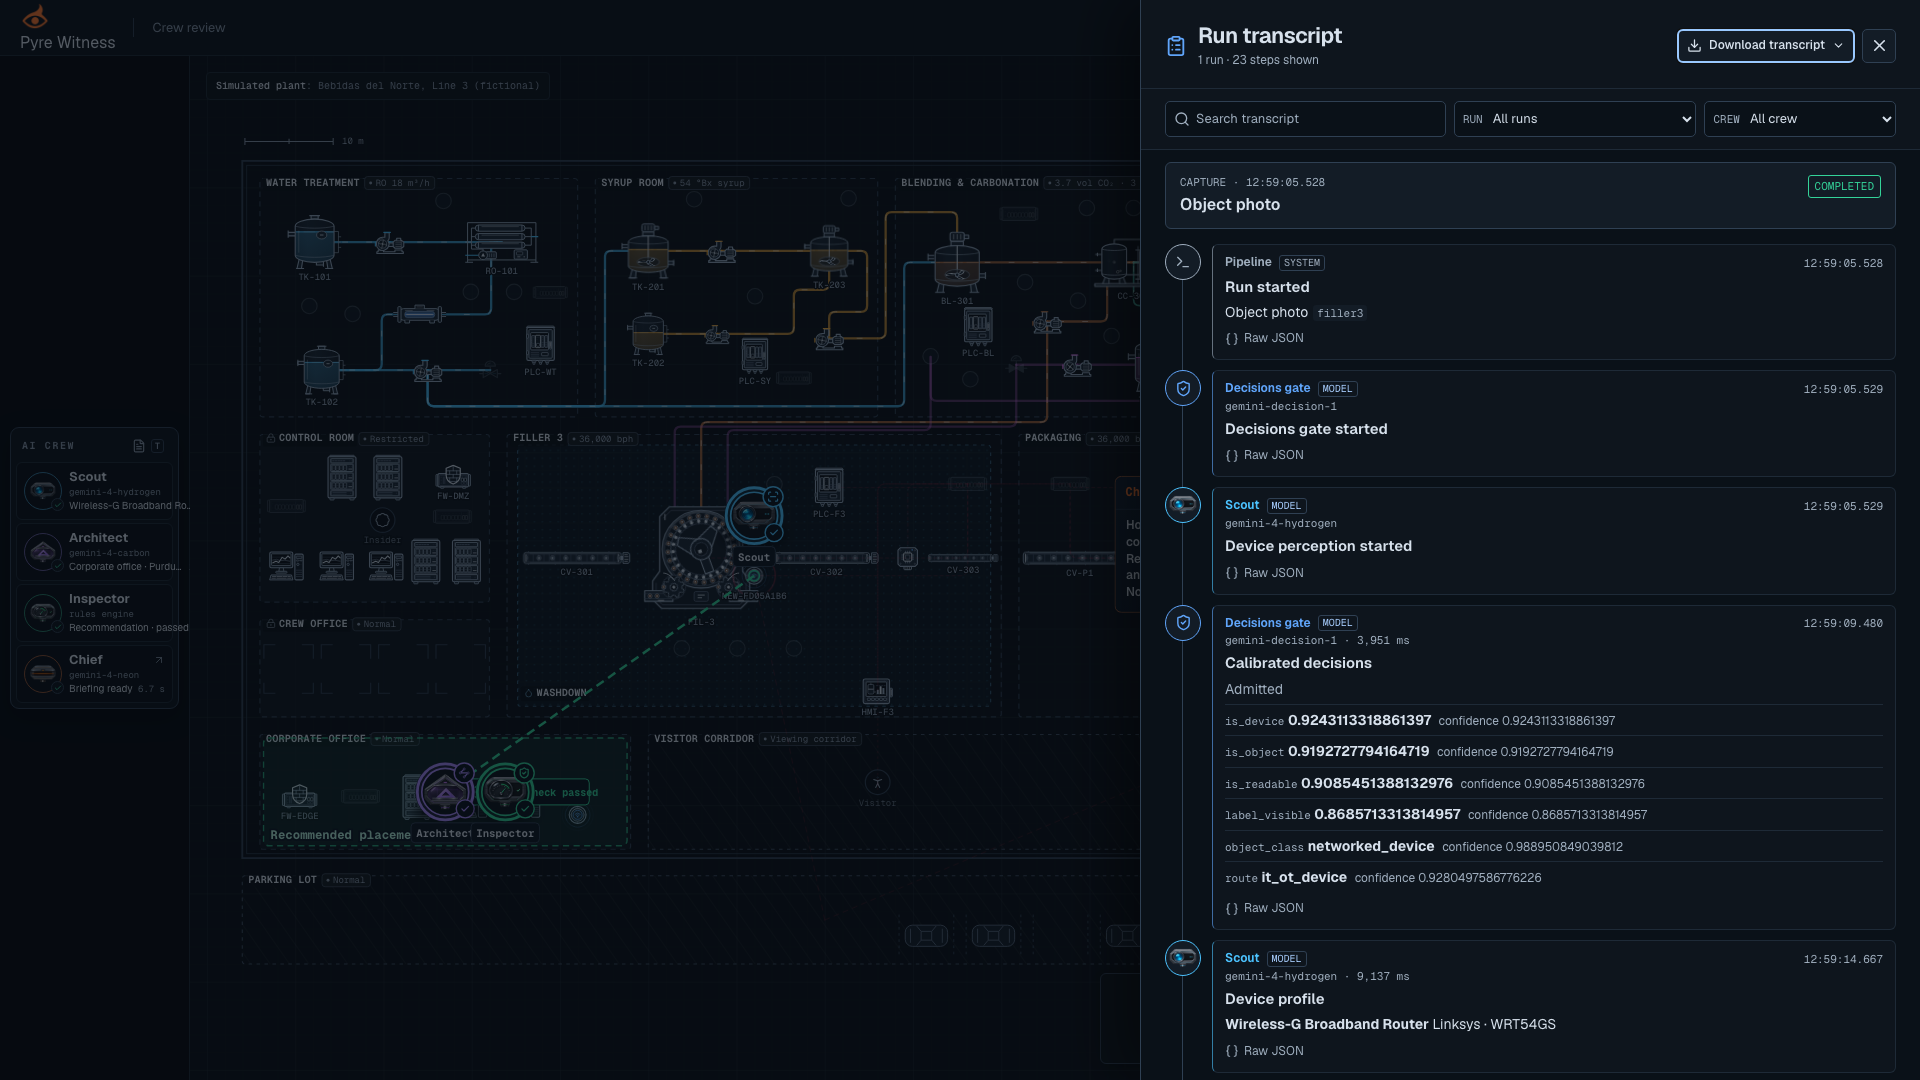 Pyre Witness
Crew review
Simulated plant: Bebidas del Norte, Line 3 (fictional)
10 m
WATER TREATMENT
RO 18 m³/h
SYRUP ROOM
54 °Bx syrup
BLENDING & CARBONATION
TK-101
RO-101
TK-201
TK-203
BL-301
PLC-WT
TK-202
PLC-SY
PLC-BL
TK-102
CONTROL ROOM
Restricted
FILLER 3
36,000 bph
PACKAGING
FW-DMZ
PLC-F3
Insider
Scout
CV-301
CV-302
CV-303
CV-P1
FIL-3
CREW OFFICE
Normal
WASHDOWN
HMI-F3
CORPORATE OFFICE
Normal
VISITOR CORRIDOR
Viewing corridor
FW-EDGE
Visitor
Recommended placeme
Architect
Inspector
PARKING LOT
Normal
AI CREW
T
Scout
gemini-4-hydrogen
Wireless-G Broadband Ro..
Architect
gemini-4-carbon
Corporate office · Purdu…
Inspector
rules engine
Recommendation · passed
Chief
gemini-4-neon
Briefing ready 6.7 s
Run transcript
1 run · 23 steps shown
Download transcript
Search transcript
RUN All runs
CREW All crew
CAPTURE · 12:59:05.528
Object photo
COMPLETED
Pipeline SYSTEM 12:59:05.528
Run started
Object photo filler3
{ } Raw JSON
Decisions gate MODEL 12:59:05.529
gemini-decision-1
Decisions gate started
{ } Raw JSON
Scout MODEL 12:59:05.529
gemini-4-hydrogen
Device perception started
{ } Raw JSON
Decisions gate MODEL 12:59:09.480
gemini-decision-1 · 3,951 ms
Calibrated decisions
Admitted
is_device 0.9243113318861397 confidence 0.9243113318861397
is_object 0.9192727794164719 confidence 0.9192727794164719
is_readable 0.9085451388132976 confidence 0.9085451388132976
label_visible 0.8685713313814957 confidence 0.8685713313814957
object_class networked_device confidence 0.988950849039812
route it_ot_device confidence 0.9280497586776226
{ } Raw JSON
Scout MODEL 12:59:14.667
gemini-4-hydrogen · 9,137 ms
Device profile
Wireless-G Broadband Router Linksys · WRT54GS
{ } Raw JSON